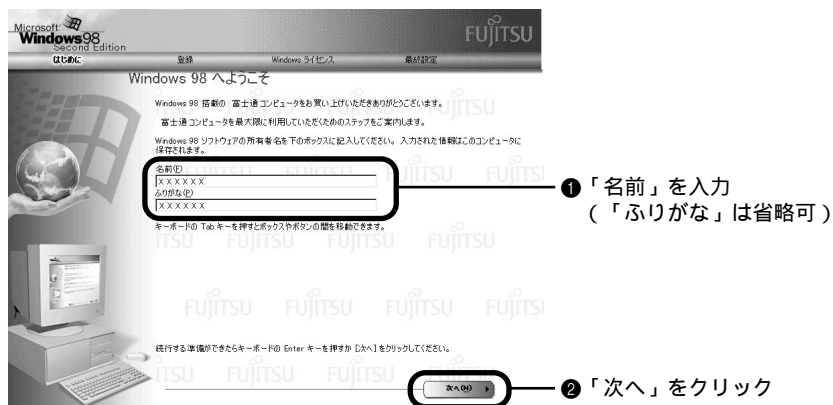 Microsoft
Windows98
Second Edition
FUJITSU
はじめに 登録 Windows ライセンス 最終設定
Windows 98 へようこそ
Windows 98 搭載の 富士通コンピュータをお買い上げいただきありがとうございます。
富士通コンピュータを最大限に利用していただくためのステップをご案内します。
Windows 98 ソフトウェアの所有者名を下のボックスに記入してください。 入力された情報はこのコンピュータに
保存されます。
名前(F)
××××××
ふりがな(P)
××××××
キーボードの Tab キーを押すとボックスやボタンの間を移動できます。
❶「名前」を入力
(「ふりがな」は省略可)
FUJITSU FUJITSU FUJITSU FUJITSU
続行する準備ができたらキーボードの Enter キーを押すか [次へ] をクリックしてください。
次へ(N)
❷「次へ」をクリック